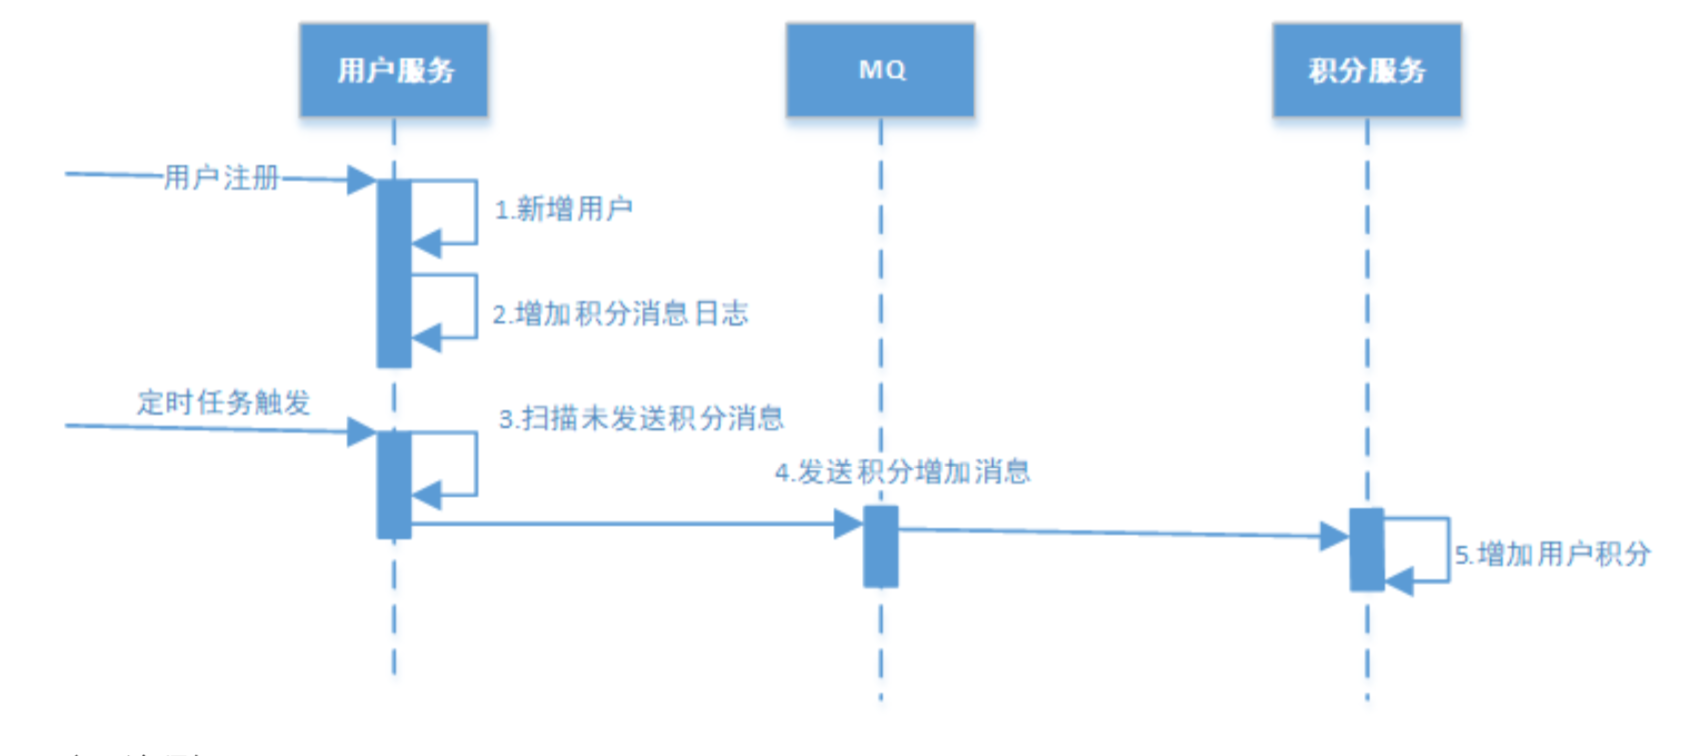 用户服务
MQ
积分服务
用户注册
1.新增用户
2.增加积分消息日志
定时任务触发
3.扫描未发送积分消息
4.发送积分增加消息
5.增加用户积分